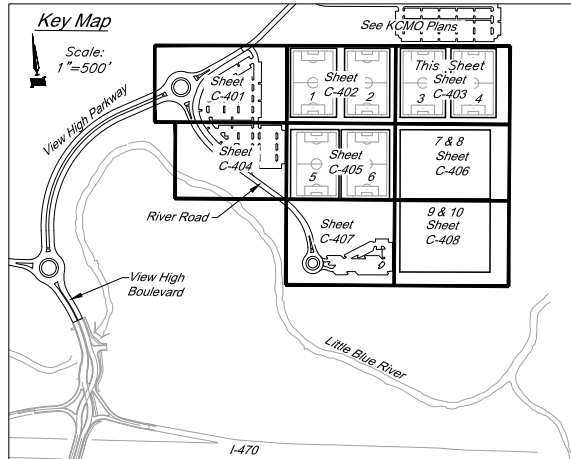 Key Map
Scale:
1"=500'
See KCMO Plans
View High Parkway
Sheet
C-401
1
Sheet
C-402
2
This Sheet
Sheet
C-403
3
4
Sheet
C-404
5
Sheet
C-405
6
7 & 8
Sheet
C-406
River Road
Sheet
C-407
9 & 10
Sheet
C-408
View High
Boulevard
Little Blue River
I-470